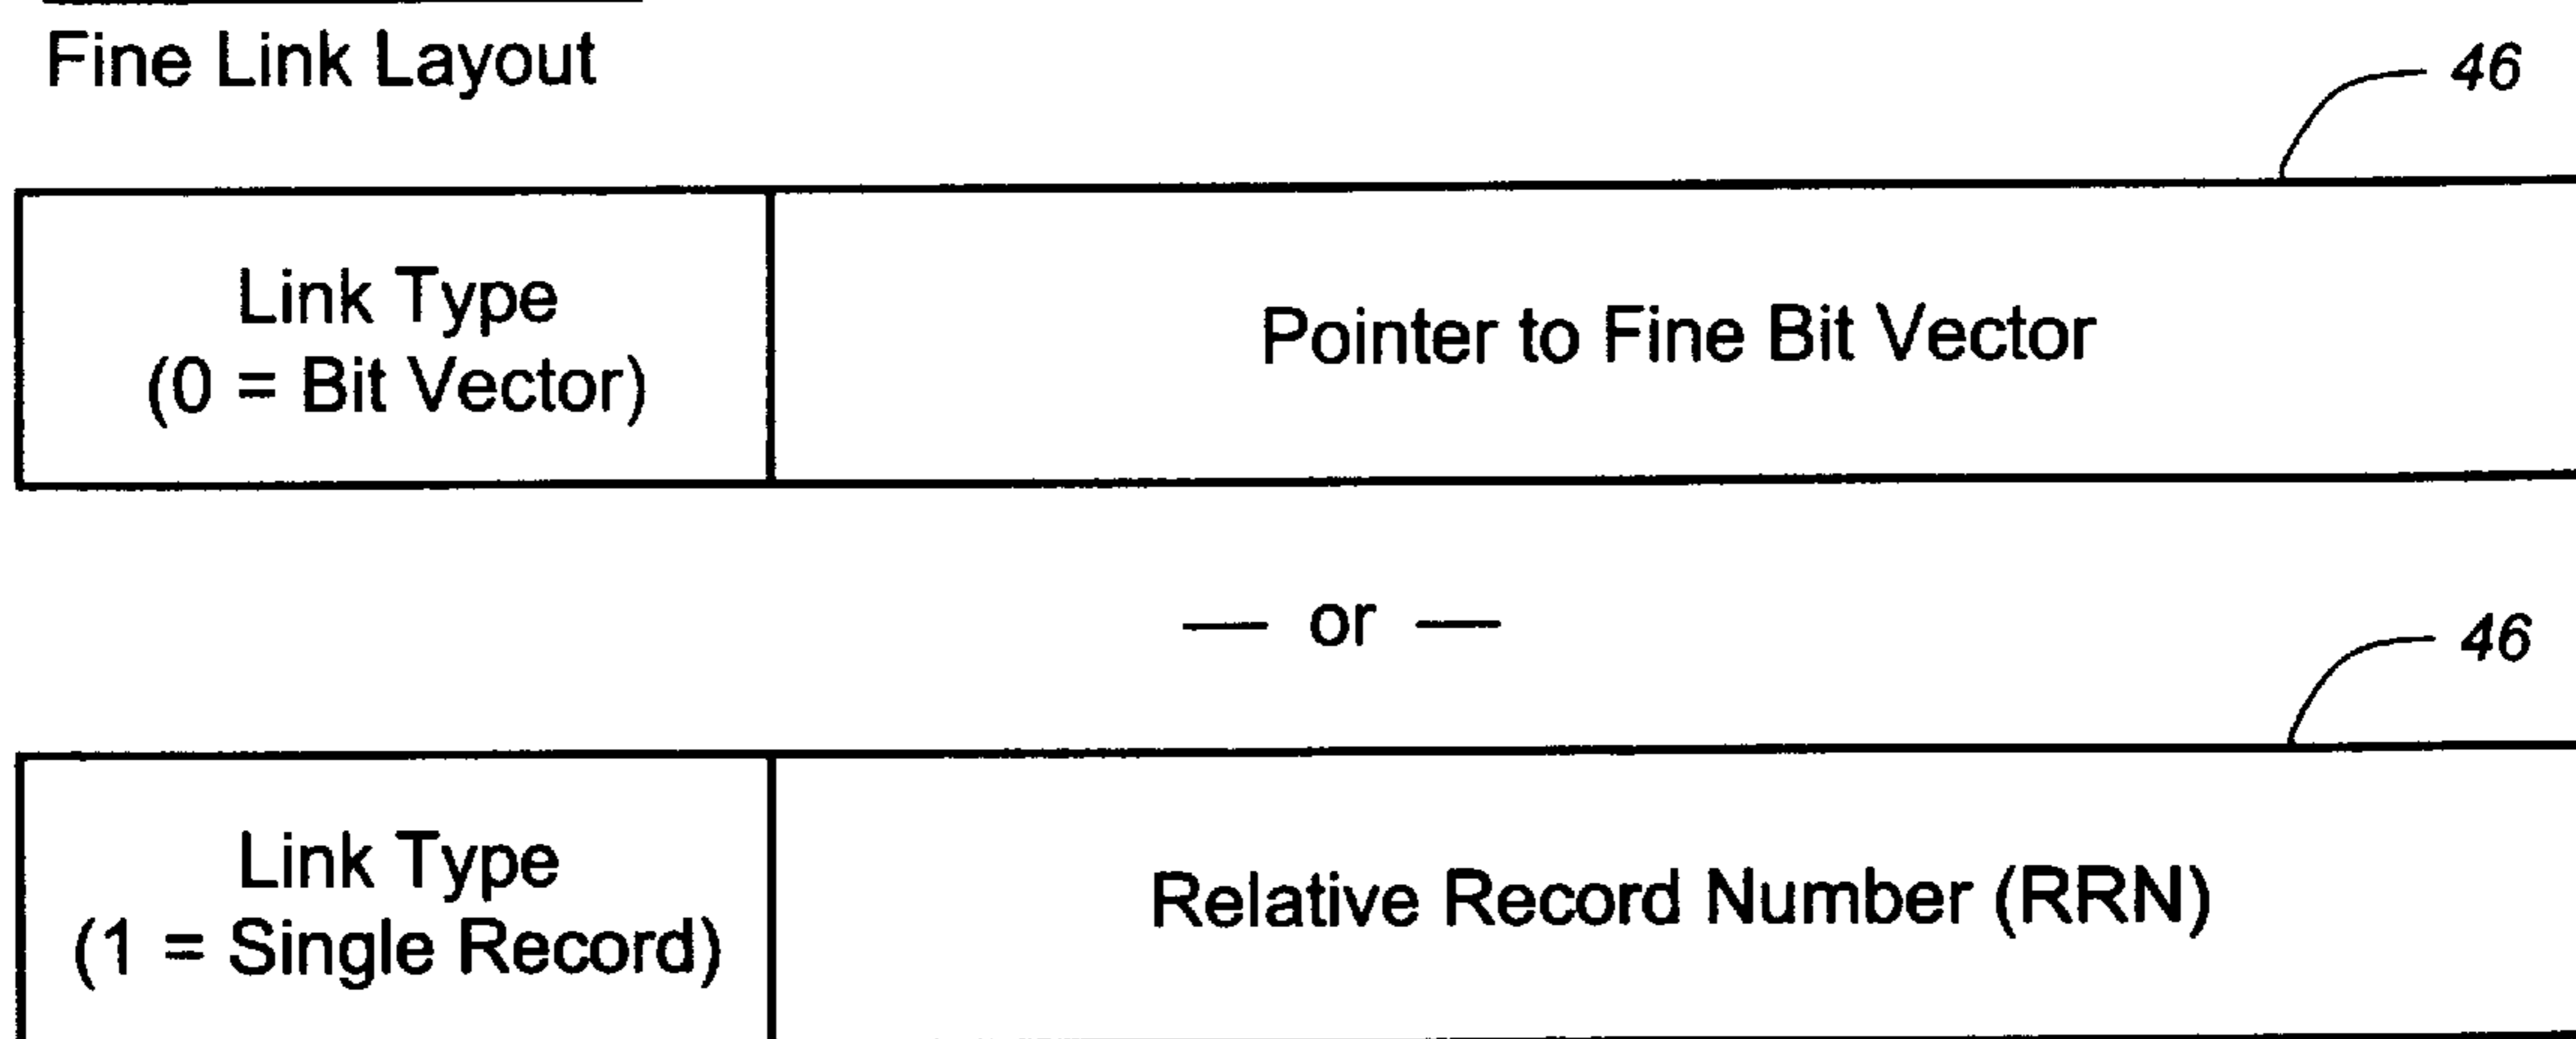 Fine Link Layout
46
Link Type
(0 = Bit Vector)
Pointer to Fine Bit Vector
— or —
46
Link Type
(1 = Single Record)
Relative Record Number (RRN)